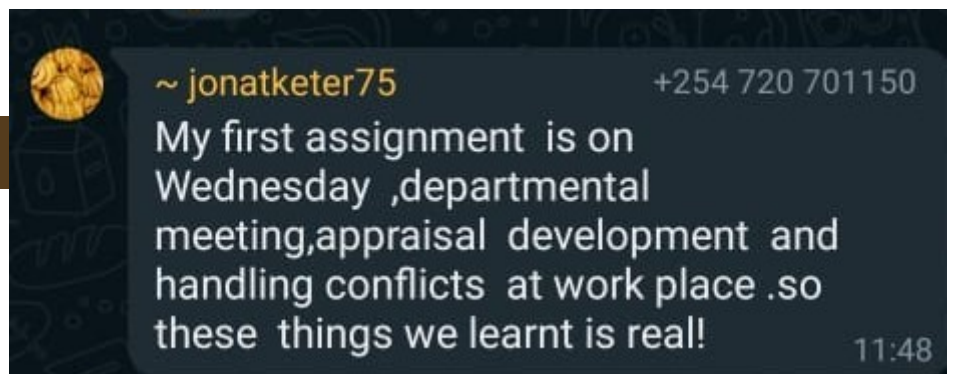 ~ jonatketer75 +254 720 701150
My first assignment is on
Wednesday ,departmental
meeting,appraisal development and
handling conflicts at work place .so
these things we learnt is real!
11:48